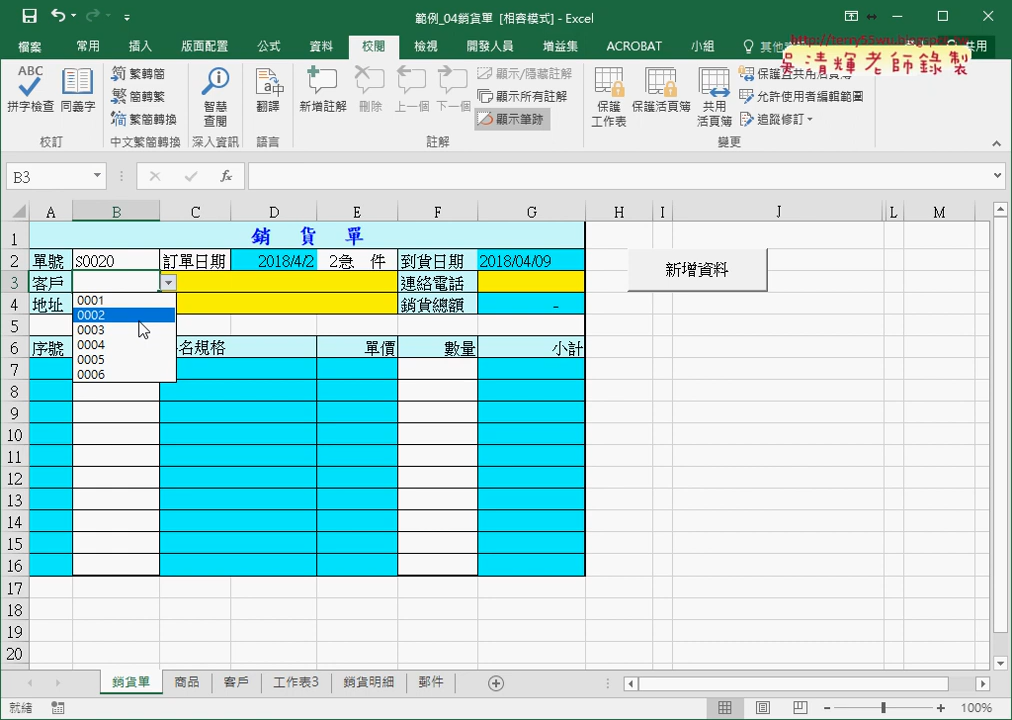 範例_04銷貨單 [相容模式] - Excel
檔案 常用 插入 版面配置 公式 資料 校閱 檢視 開發人員 增益集 ACROBAT 小組 其他 共用
http://terry55wu.blogspot
吳清輝老師錄製
ABC 拼字檢查 同義字 繁轉簡 簡轉繁 繁簡轉換 智慧查閱 翻譯 新增註解 刪除 上一個 下一個 顯示/隱藏註解 顯示所有註解 顯示筆跡 保護工作表 保護活頁簿 共用活頁簿 允許使用者編輯範圍 追蹤修訂
校訂 中文繁簡轉換 深入資訊 語言 註解 變更
B3 fx
A B C D E F G H I J L M
1 銷 貨 單
2 單號 S0020 訂單日期 2018/4/2 2急 件 到貨日期 2018/04/09
新增資料
3 客戶 連絡電話
4 地址 銷貨總額 -
0001
0002
0003
0004
0005
0006
5
6 序號 名規格 單價 數量 小計
7
8
9
10
11
12
13
14
15
16
17
18
19
20
銷貨單 商品 客戶 工作表3 銷貨明細 郵件
就緒 100%